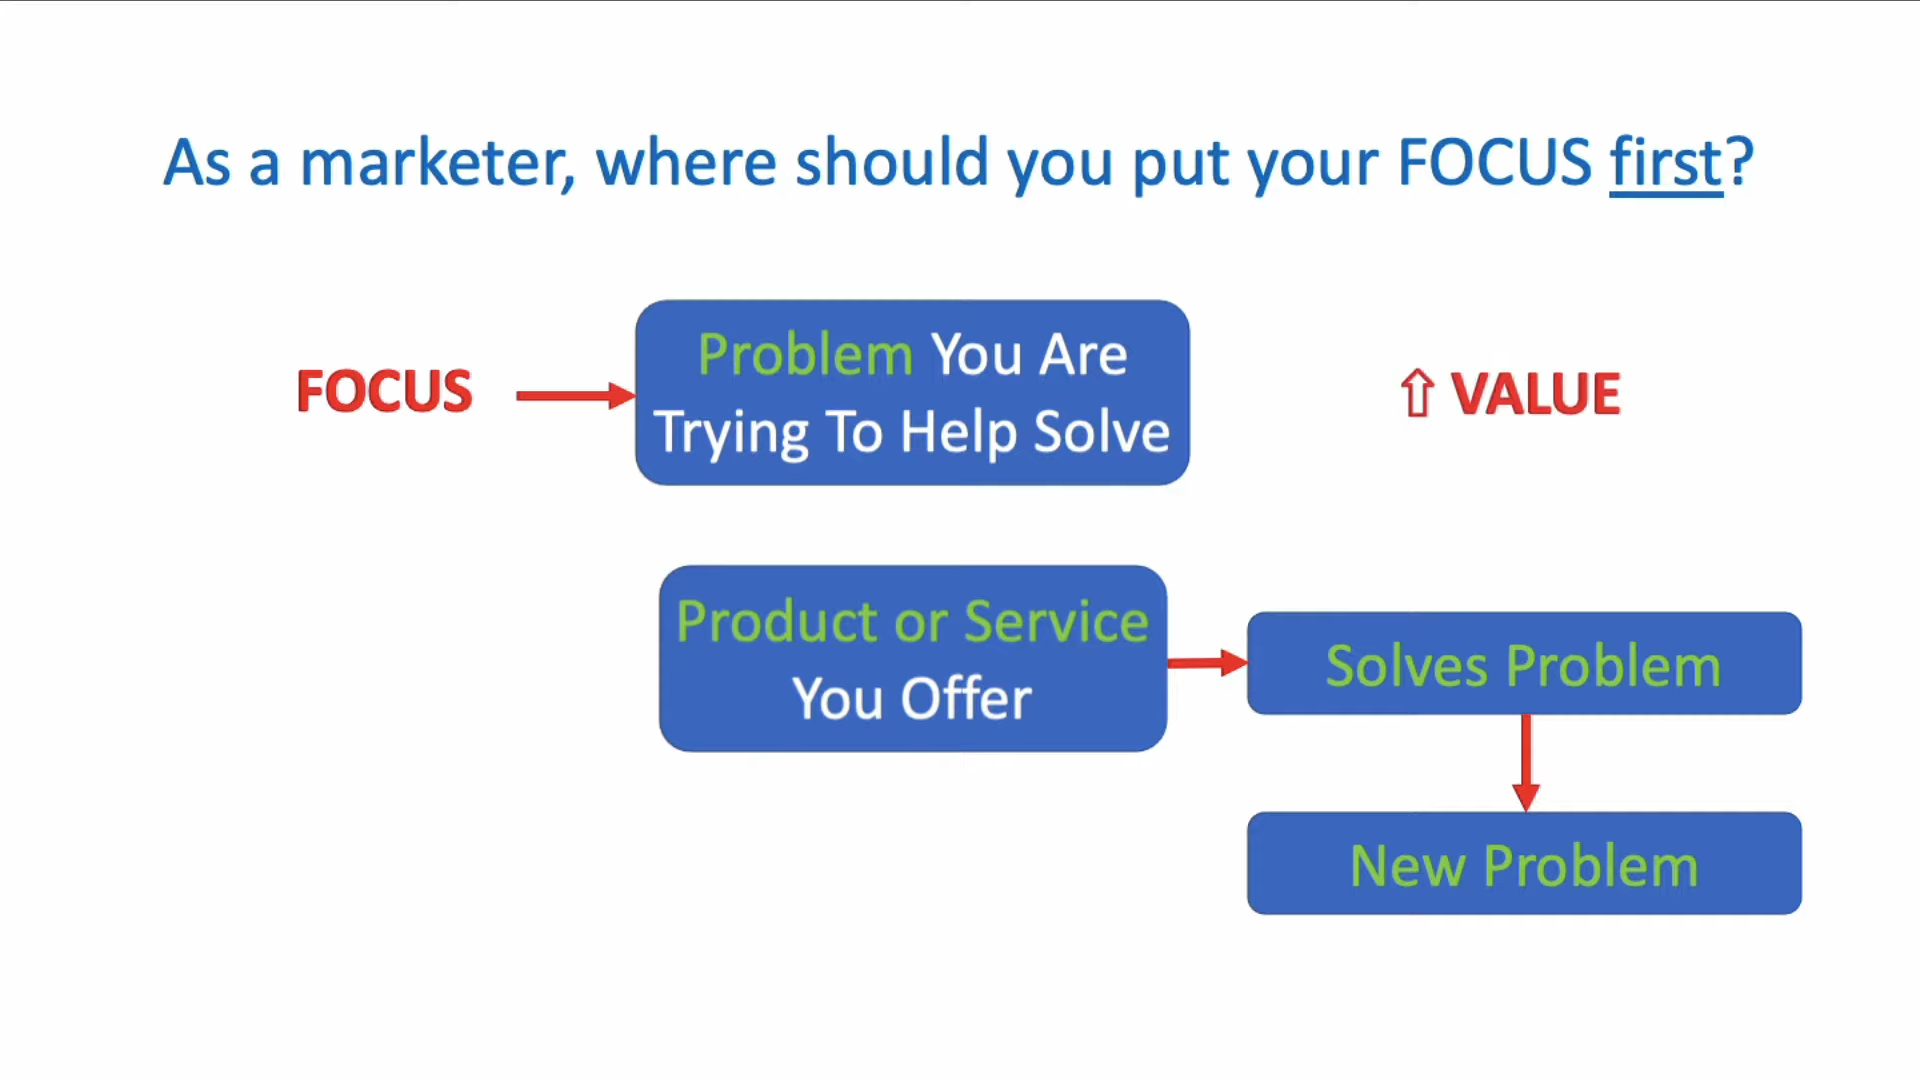 As a marketer, where should you put your FOCUS first?
FOCUS
Problem You Are
Trying To Help Solve
⇧ VALUE
Product or Service
You Offer
Solves Problem
New Problem